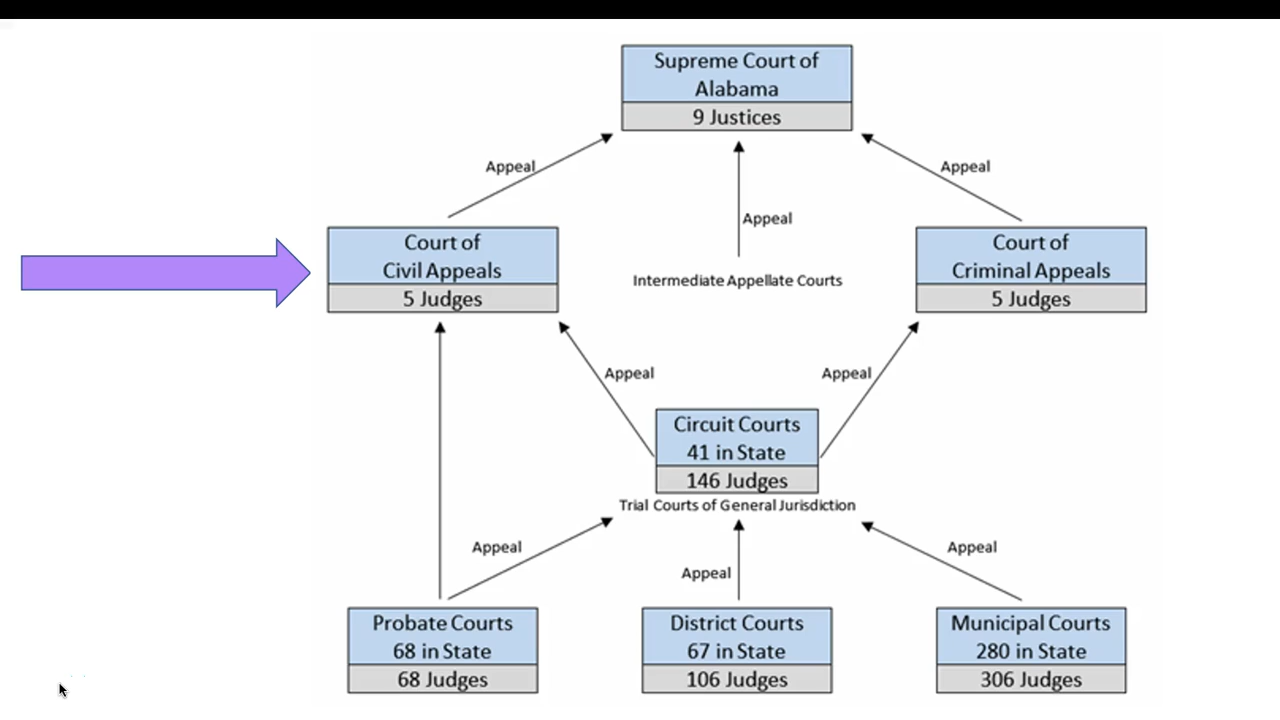 Supreme Court of
Alabama
9 Justices
Appeal
Appeal
Appeal
Court of
Civil Appeals
5 Judges
Intermediate Appellate Courts
Court of
Criminal Appeals
5 Judges
Appeal
Appeal
Circuit Courts
41 in State
146 Judges
Trial Courts of General Jurisdiction
Appeal
Appeal
Appeal
Probate Courts
68 in State
68 Judges
District Courts
67 in State
106 Judges
Municipal Courts
280 in State
306 Judges